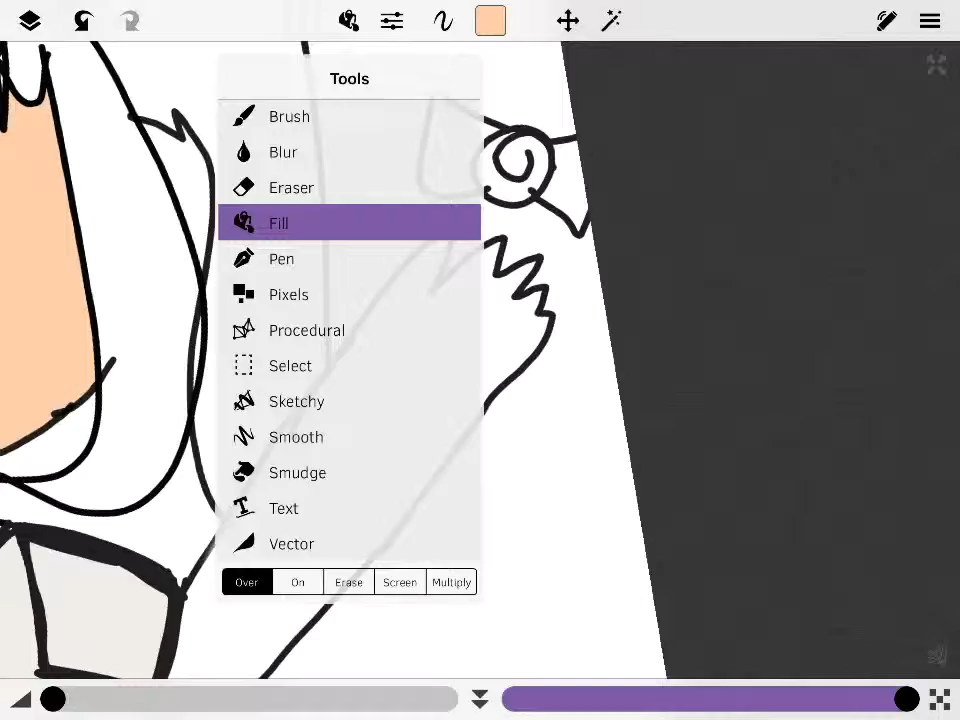 Tools
Brush
Blur
Eraser
Fill
Pen
Pixels
Procedural
Select
Sketchy
Smooth
Smudge
Text
Vector
Over On Erase Screen Multiply